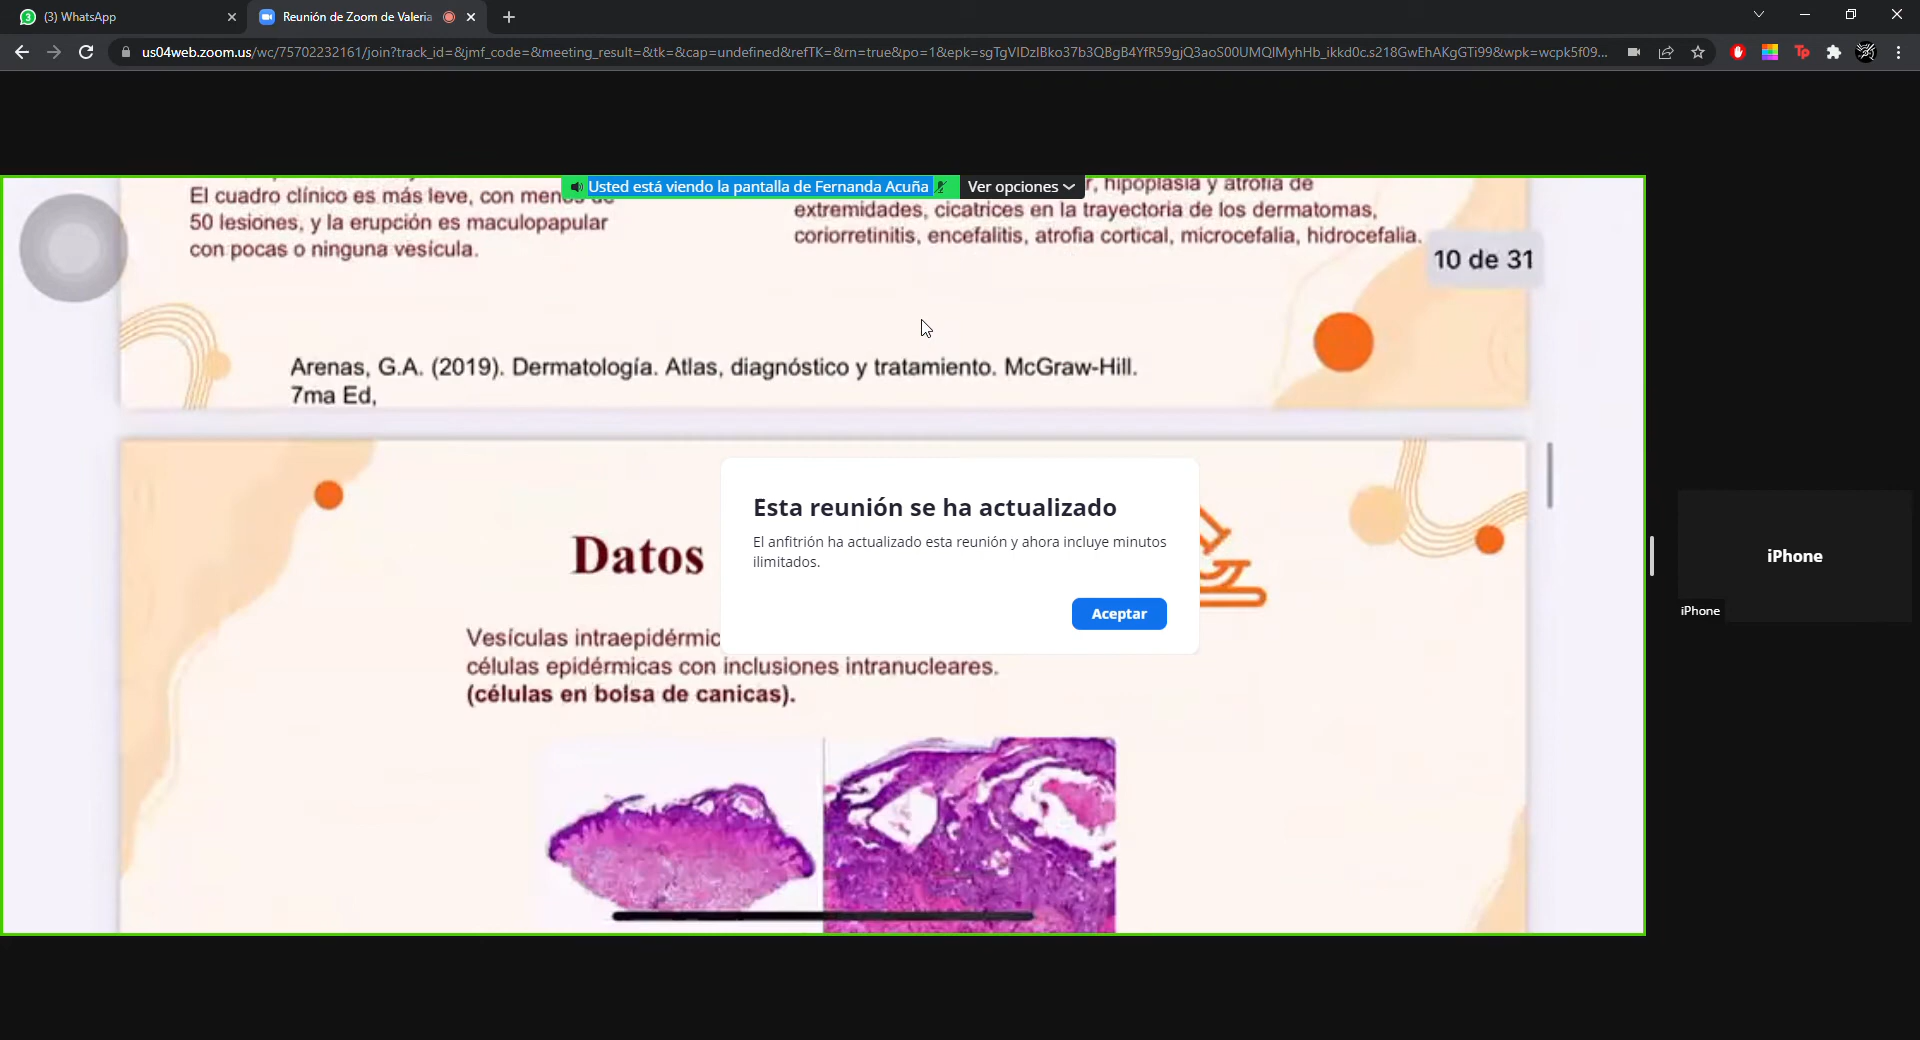 (3) WhatsApp
Reunión de Zoom de Valeria
us04web.zoom.us/wc/75702232161/join?track_id=&jmf_code=&meeting_result=&tk=&cap=undefined&refTK=&rn=true&po=1&epk=sgTgVIDzIBko37b3QBgB4YfR59gjQ3aoS00UMQIMyhHb_ikkd0c.s218GwEhAKgGTi99&wpk=wcpk5f09...
Usted está viendo la pantalla de Fernanda Acuña
Ver opciones
El cuadro clínico es más leve, con menos de
50 lesiones, y la erupción es maculopapular
con pocas o ninguna vesícula.
hipoplasia y atrofia de
extremidades, cicatrices en la trayectoria de los dermatomas,
coriorretinitis, encefalitis, atrofia cortical, microcefalia, hidrocefalia.
10 de 31
Arenas, G.A. (2019). Dermatología. Atlas, diagnóstico y tratamiento. McGraw-Hill.
7ma Ed,
Esta reunión se ha actualizado
El anfitrión ha actualizado esta reunión y ahora incluye minutos
ilimitados.
Aceptar
Datos
Vesículas intraepidérmic
células epidérmicas con inclusiones intranucleares.
(células en bolsa de canicas).
iPhone
iPhone